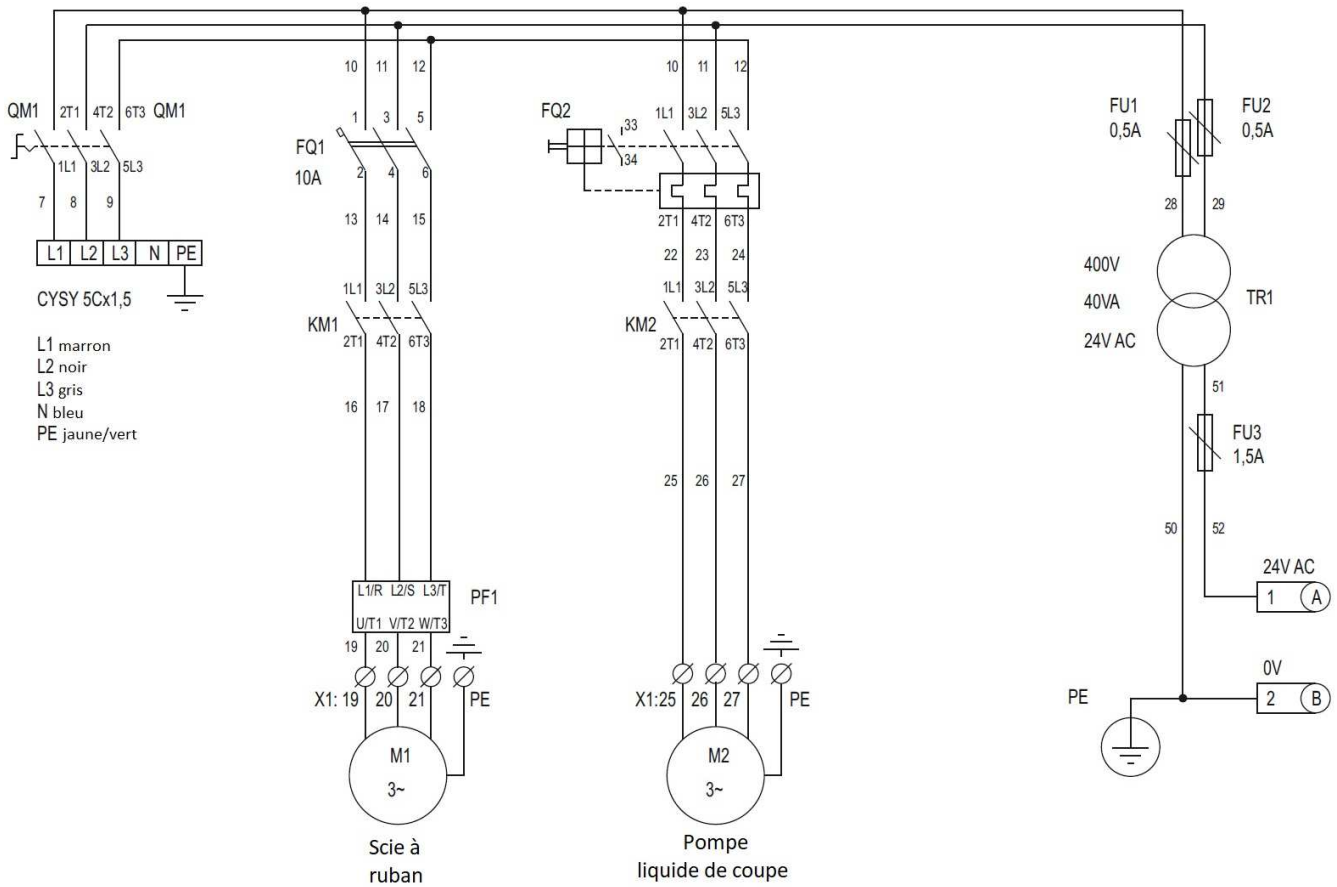 10 11 12
10 11 12
QM1 2T1 4T2 6T3 QM1
1L1 3L2 5L3
7 8 9
L1 L2 L3 N PE
CYSY 5Cx1,5
L1 marron
L2 noir
L3 gris
N bleu
PE jaune/vert
1 3 5
FQ1
10A
2 4 6
13 14 15
1L1 3L2 5L3
KM1
2T1 4T2 6T3
16 17 18
L1/R L2/S L3/T
PF1
U/T1 V/T2 W/T3
19 20 21
X1: 19 20 21 PE
M1
3~
Scie à
ruban
FQ2
33
34
1L1 3L2 5L3
2T1 4T2 6T3
22 23 24
1L1 3L2 5L3
KM2
2T1 4T2 6T3
25 26 27
X1:25 26 27 PE
M2
3~
Pompe
liquide de coupe
FU1
0,5A
FU2
0,5A
28 29
400V
40VA
24V AC
TR1
51
FU3
1,5A
50 52
24V AC
1 A
0V
2 B
PE